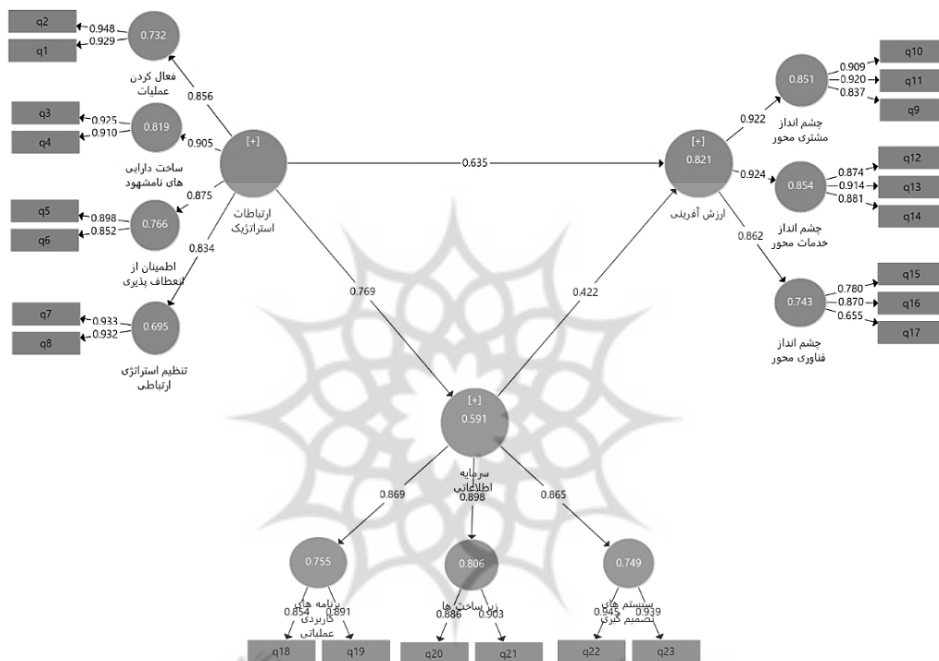 q2
0.948
0.929
q1
0.732
فعال کردن
عملیات
0.856
q3
0.925
0.910
q4
0.819
ساخت دارایی
های نامشهود
0.905
q5
0.898
0.852
q6
0.766
اطمینان از
انعطاف پذیری
0.875
q7
0.933
0.932
q8
0.695
تنظیم استراتژی
ارتباطی
0.834
[+]
ارتباطات
استراتژیک
0.635
0.769
0.422
[+]
0.821
ارزش آفرینی
0.922
0.851
چشم انداز
مشتری محور
0.909
0.920
0.837
q10
q11
q9
0.924
0.854
چشم انداز
خدمات محور
0.874
0.914
0.881
q12
q13
q14
0.862
0.743
چشم انداز
فناوری محور
0.780
0.870
0.655
q15
q16
q17
[+]
0.591
سرمایه
اطلاعاتی
0.869
0.898
0.865
0.755
برنامه های
کاربردی
عملیاتی
0.854
0.891
q18
q19
0.806
زیر ساخت ها
0.886
0.903
q20
q21
0.749
سیستم های
تصمیم گیری
0.945
0.939
q22
q23